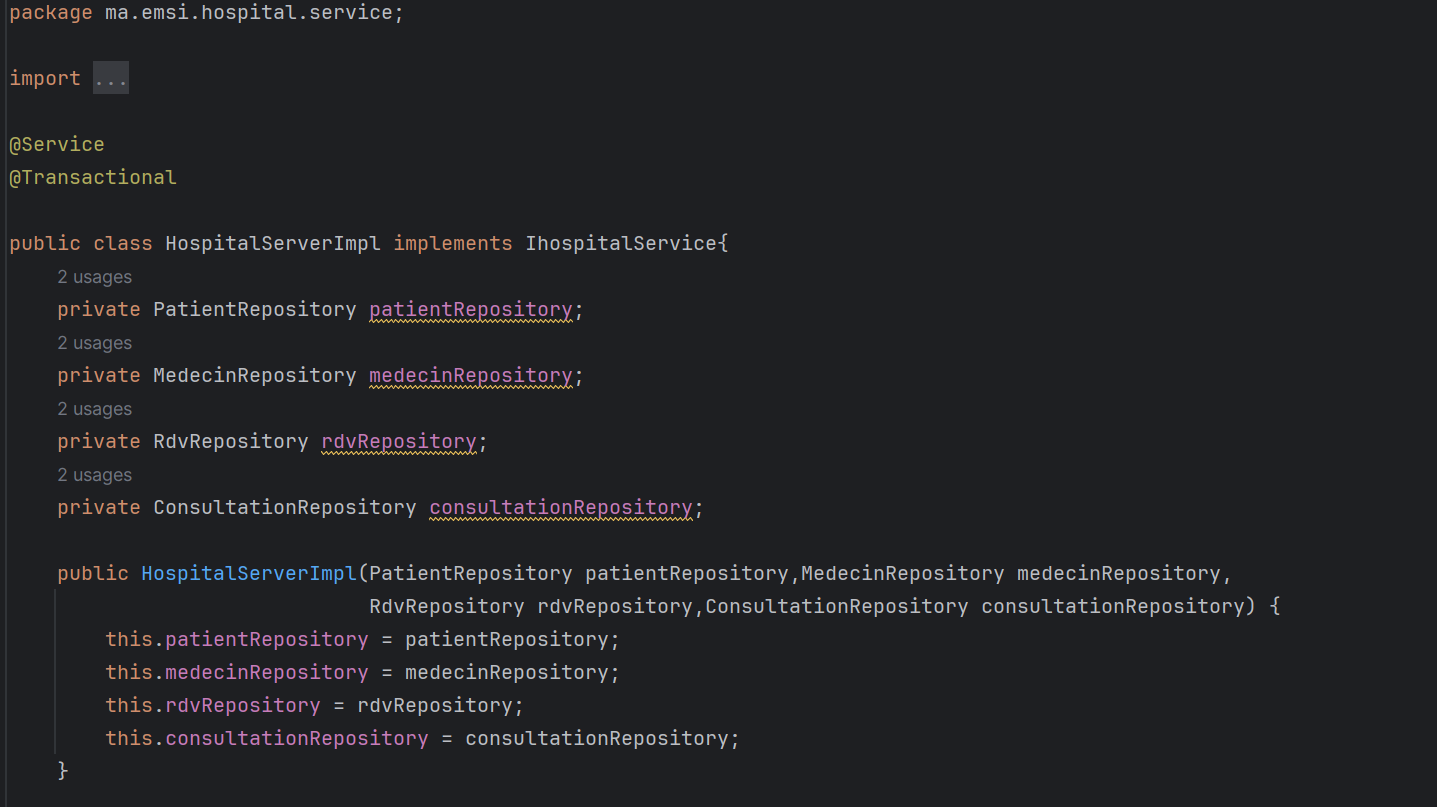 package ma.emsi.hospital.service;
import ...
@Service
@Transactional
public class HospitalServerImpl implements IhospitalService{
2 usages
private PatientRepository patientRepository;
2 usages
private MedecinRepository medecinRepository;
2 usages
private RdvRepository rdvRepository;
2 usages
private ConsultationRepository consultationRepository;
public HospitalServerImpl(PatientRepository patientRepository,MedecinRepository medecinRepository,
RdvRepository rdvRepository,ConsultationRepository consultationRepository) {
this.patientRepository = patientRepository;
this.medecinRepository = medecinRepository;
this.rdvRepository = rdvRepository;
this.consultationRepository = consultationRepository;
}